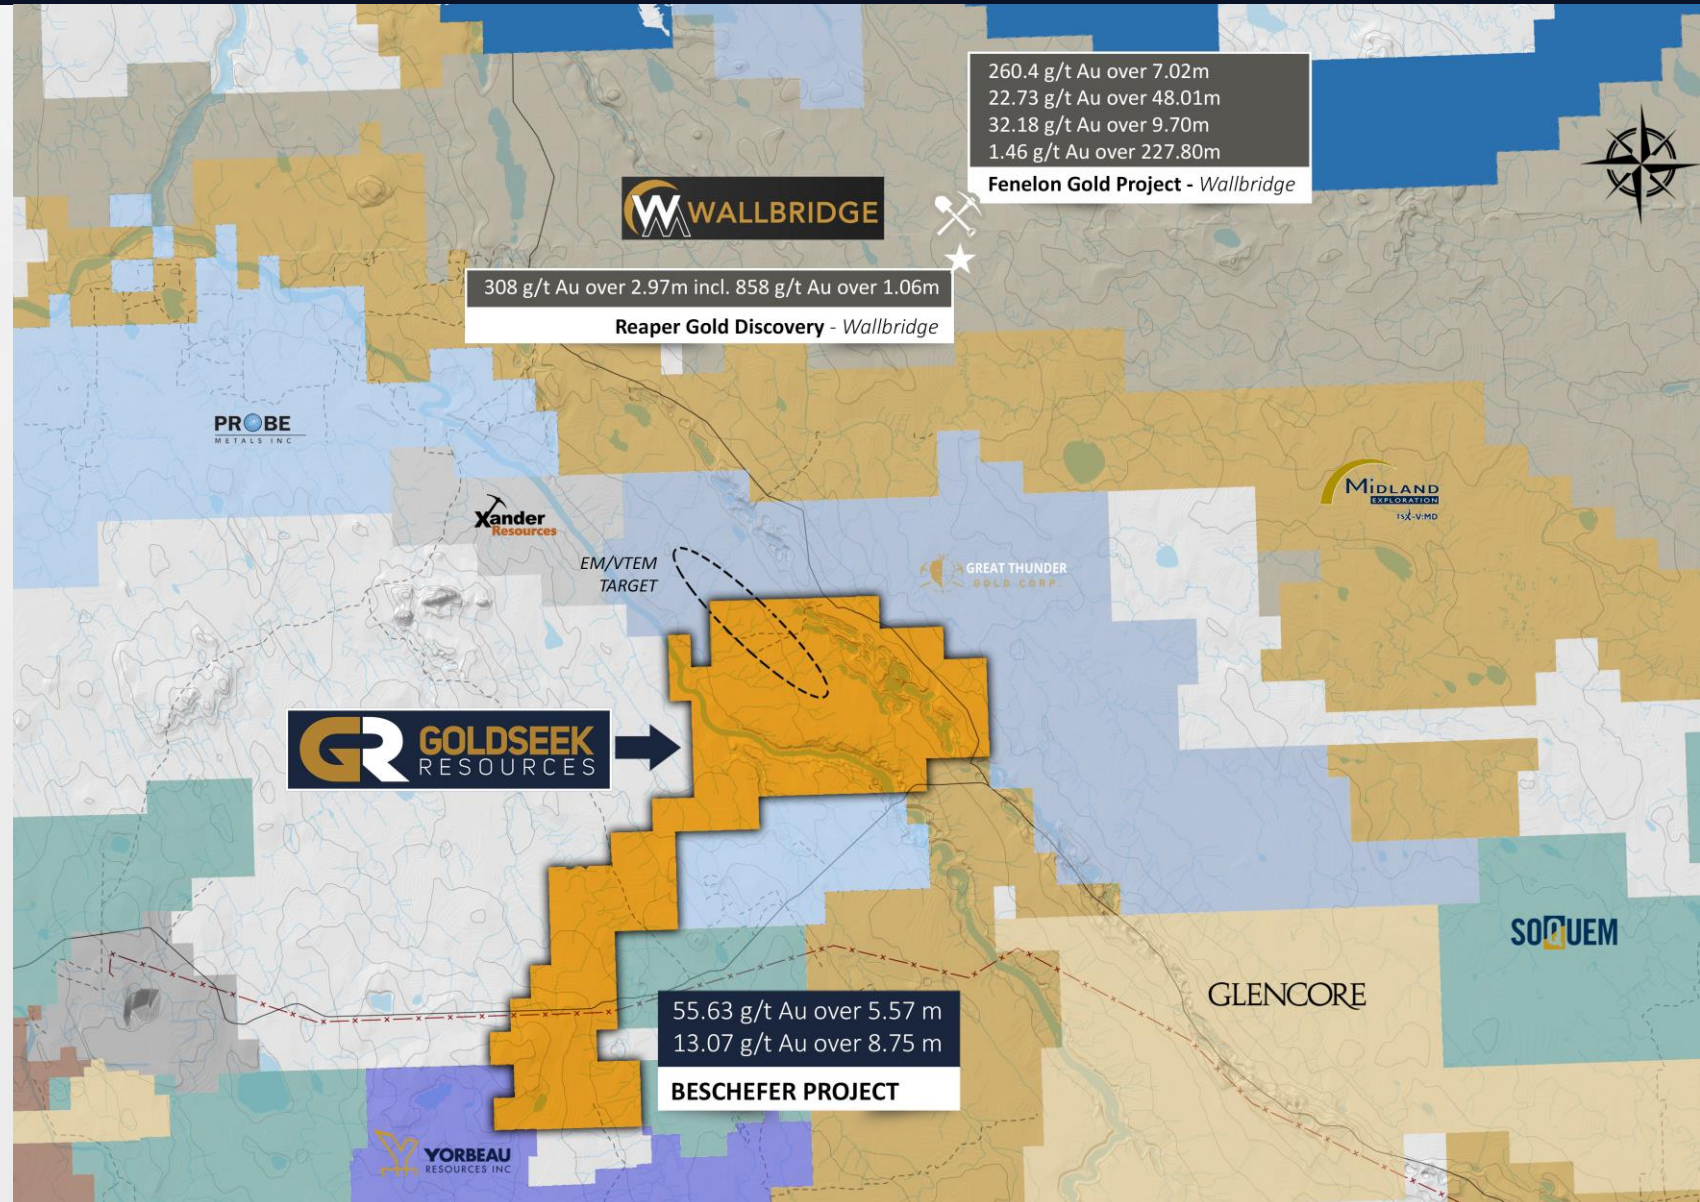 260.4 g/t Au over 7.02m
22.73 g/t Au over 48.01m
32.18 g/t Au over 9.70m
1.46 g/t Au over 227.80m
Fenelon Gold Project - Wallbridge
WALLBRIDGE
308 g/t Au over 2.97m incl. 858 g/t Au over 1.06m
Reaper Gold Discovery - Wallbridge
PROBE
METALS INC
MIDLAND
EXPLORATION
TSX-V:MD
Xander
Resources
EM/VTEM
TARGET
GREAT THUNDER
GOLD CORP.
GR GOLDSEEK
RESOURCES
SOQUEM
GLENCORE
55.63 g/t Au over 5.57 m
13.07 g/t Au over 8.75 m
BESCHEFER PROJECT
YORBEAU
RESOURCES INC